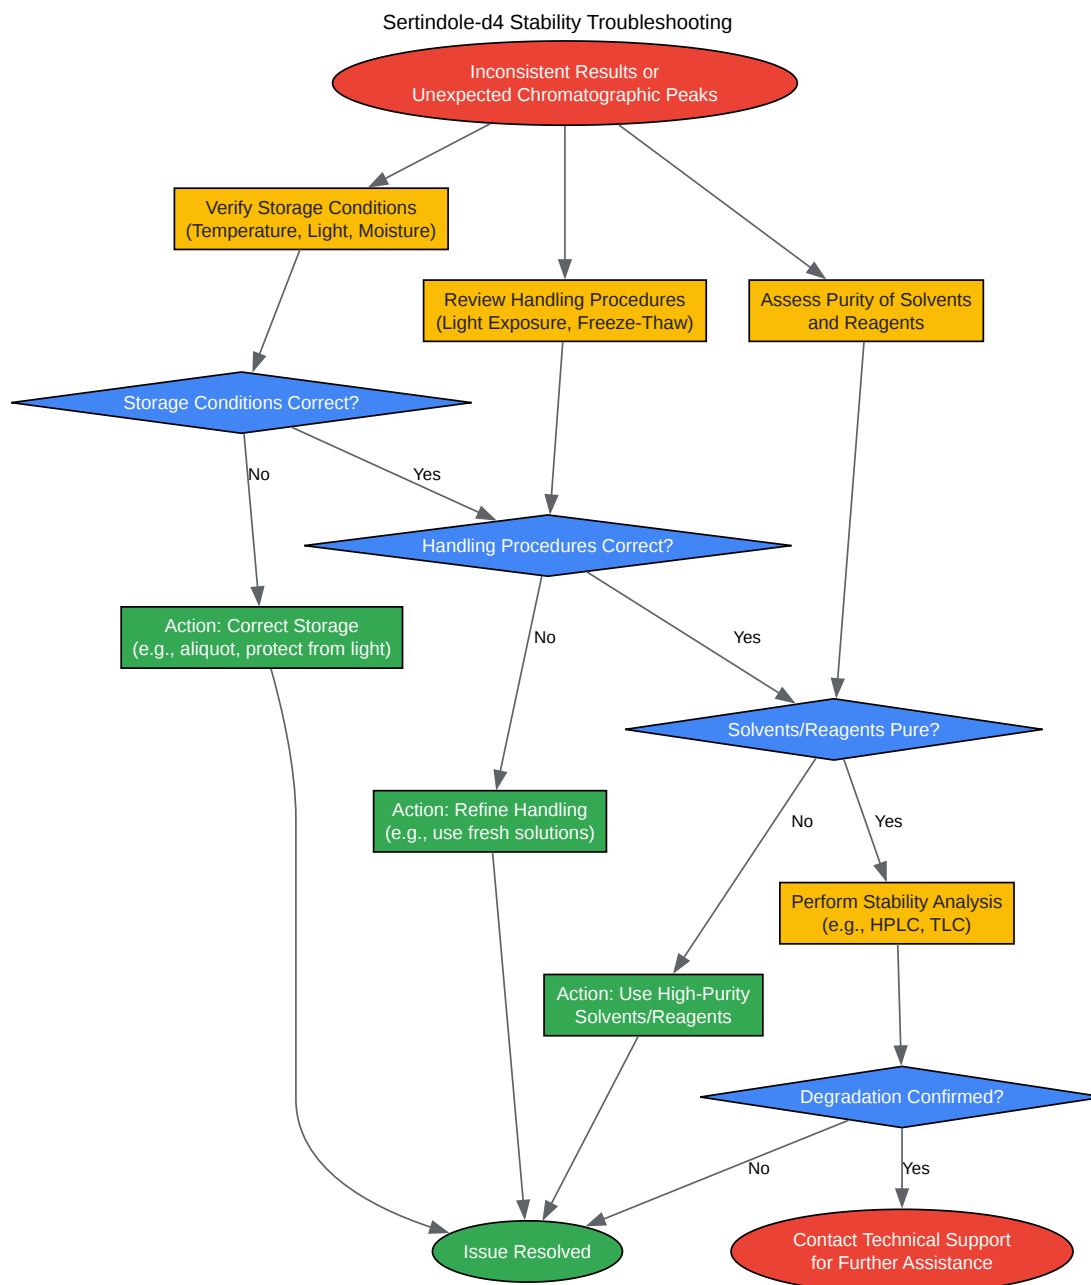 Sertindole-d4 Stability Troubleshooting
Inconsistent Results or
Unexpected Chromatographic Peaks
Verify Storage Conditions
(Temperature, Light, Moisture)
Review Handling Procedures
(Light Exposure, Freeze-Thaw)
Assess Purity of Solvents
and Reagents
Storage Conditions Correct?
No
Yes
Handling Procedures Correct?
Action: Correct Storage
(e.g., aliquot, protect from light)
No
Yes
Solvents/Reagents Pure?
Action: Refine Handling
(e.g., use fresh solutions)
No
Yes
Perform Stability Analysis
(e.g., HPLC, TLC)
Action: Use High-Purity
Solvents/Reagents
Degradation Confirmed?
No
Yes
Issue Resolved
Contact Technical Support
for Further Assistance